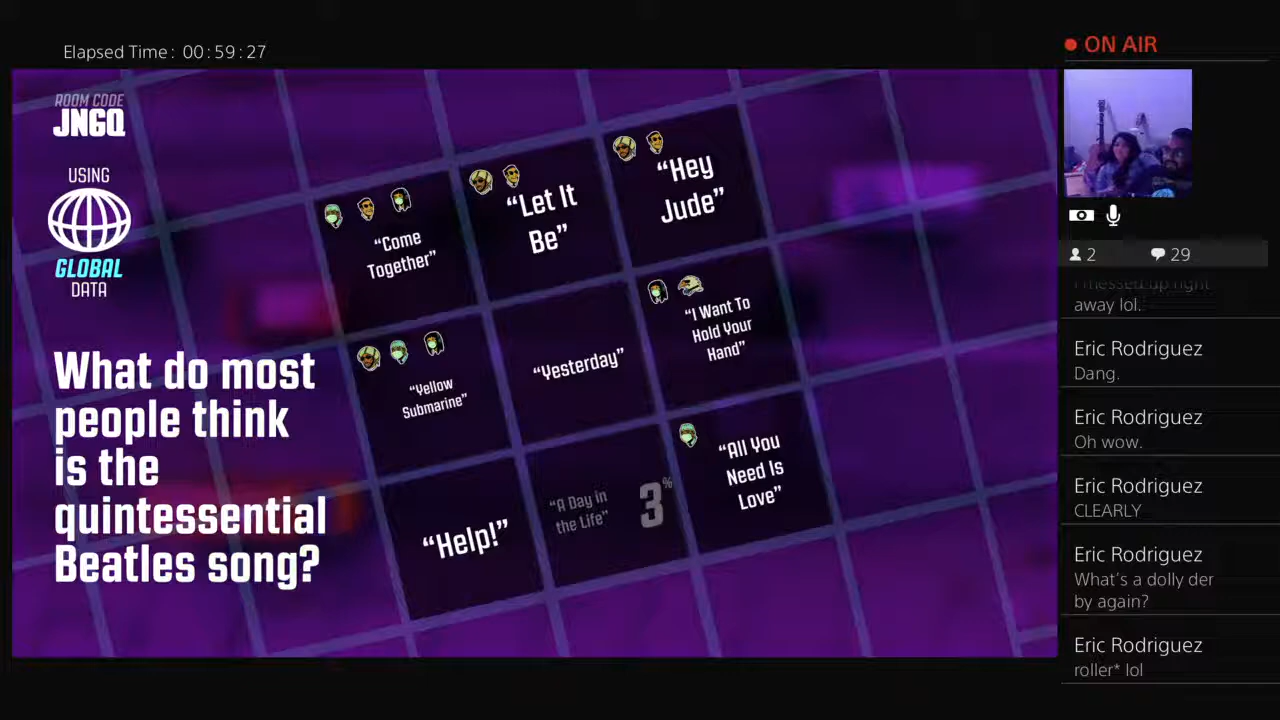 Elapsed Time: 00:59:27
ON AIR
ROOM CODE
JNGQ
USING
GLOBAL
DATA
What do most
people think
is the
quintessential
Beatles song?
“Come
Together”
“Let It
Be”
“Hey
Jude”
“Yellow
Submarine”
“Yesterday”
“I Want To
Hold Your
Hand”
“Help!”
“A Day in
the Life”
3%
“All You
Need Is
Love”
2
29
I messed up right
away lol.
Eric Rodriguez
Dang.
Eric Rodriguez
Oh wow.
Eric Rodriguez
CLEARLY
Eric Rodriguez
What's a dolly der
by again?
Eric Rodriguez
roller* lol